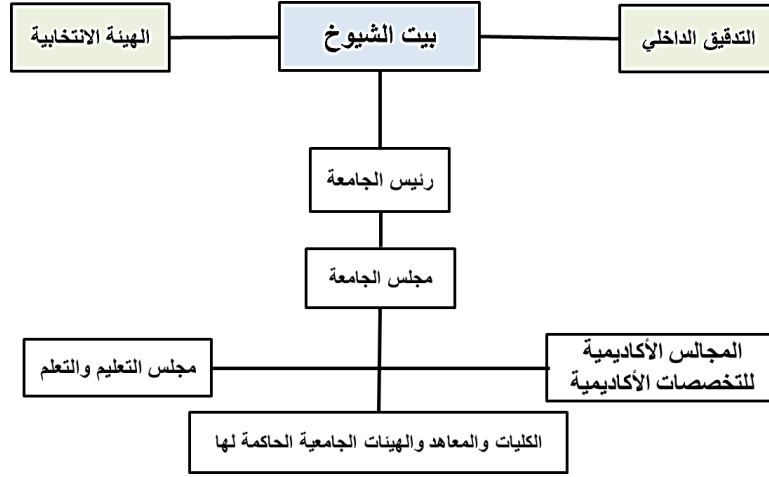 التدقيق الداخلي
بيت الشيوخ
الهيئة الانتخابية
رئيس الجامعة
مجلس الجامعة
المجالس الأكاديمية
للتخصصات الأكاديمية
مجلس التعليم والتعلم
الكليات والمعاهد والهيئات الجامعية الحاكمة لها